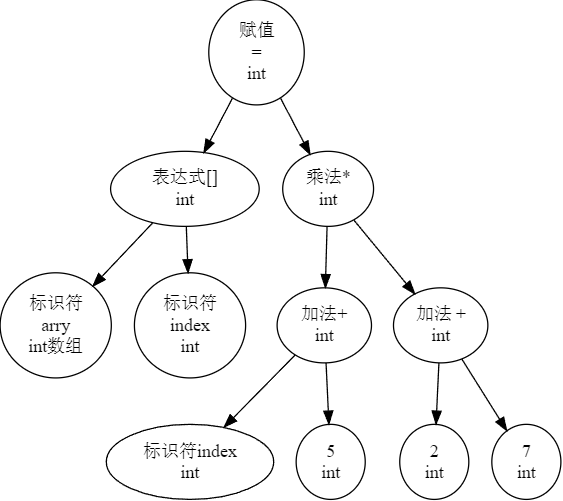 赋值
=
int
表达式[]
int
乘法*
int
标识符
arry
int数组
标识符
index
int
加法+
int
加法 +
int
标识符index
int
5
int
2
int
7
int